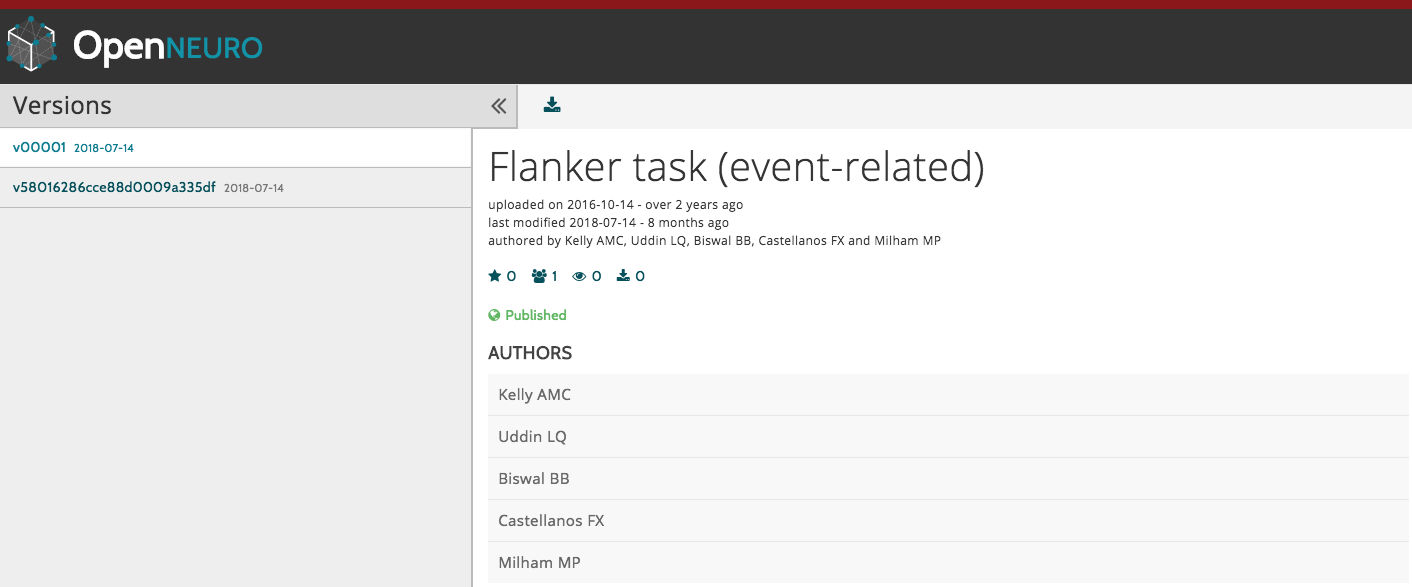 OpenNEURO
Versions
v00001 2018-07-14
v58016286cce88d0009a335df 2018-07-14
Flanker task (event-related)
uploaded on 2016-10-14 - over 2 years ago
last modified 2018-07-14 - 8 months ago
authored by Kelly AMC, Uddin LQ, Biswal BB, Castellanos FX and Milham MP
0 1 0 0
Published
AUTHORS
Kelly AMC
Uddin LQ
Biswal BB
Castellanos FX
Milham MP